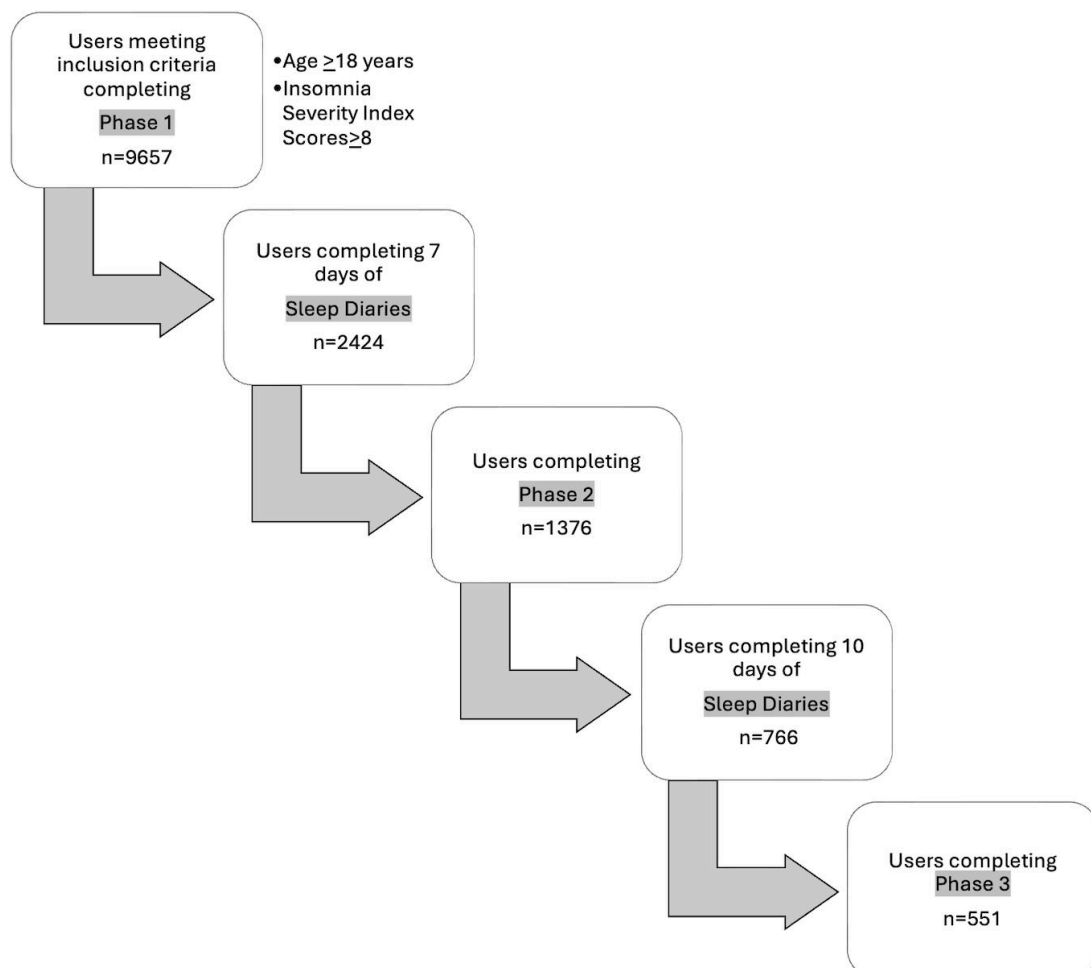 Users meeting
inclusion criteria
completing
Phase 1
n=9657
•Age ≥18 years
•Insomnia
Severity Index
Scores≥8
Users completing 7
days of
Sleep Diaries
n=2424
Users completing
Phase 2
n=1376
Users completing 10
days of
Sleep Diaries
n=766
Users completing
Phase 3
n=551